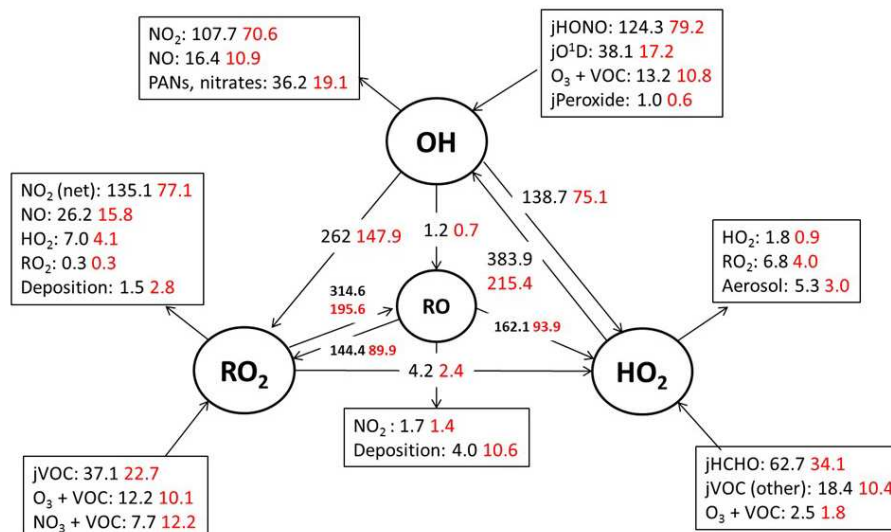 NO₂: 107.7 70.6
NO: 16.4 10.9
PANs, nitrates: 36.2 19.1
jHONO: 124.3 79.2
jO¹D: 38.1 17.2
O₃ + VOC: 13.2 10.8
jPeroxide: 1.0 0.6
OH
NO₂ (net): 135.1 77.1
NO: 26.2 15.8
HO₂: 7.0 4.1
RO₂: 0.3 0.3
Deposition: 1.5 2.8
262 147.9
1.2 0.7
138.7 75.1
383.9
215.4
HO₂: 1.8 0.9
RO₂: 6.8 4.0
Aerosol: 5.3 3.0
314.6
195.6
RO
162.1 93.9
144.4 89.9
RO₂
4.2 2.4
HO₂
NO₂ : 1.7 1.4
Deposition: 4.0 10.6
jVOC: 37.1 22.7
O₃ + VOC: 12.2 10.1
NO₃ + VOC: 7.7 12.2
jHCHO: 62.7 34.1
jVOC (other): 18.4 10.4
O₃ + VOC: 2.5 1.8